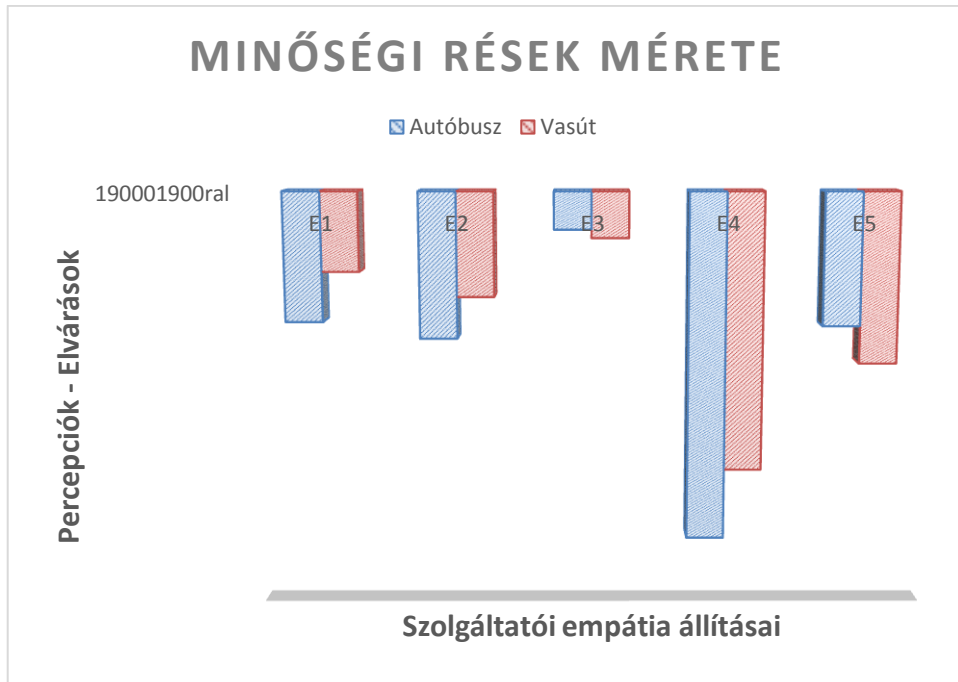 MINŐSÉGI RÉSEK MÉRETE
Autóbusz Vasút
190001900ral
E1 E2 E3 E4 E5
Percepciók - Elvárások
Szolgáltatói empátia állításai